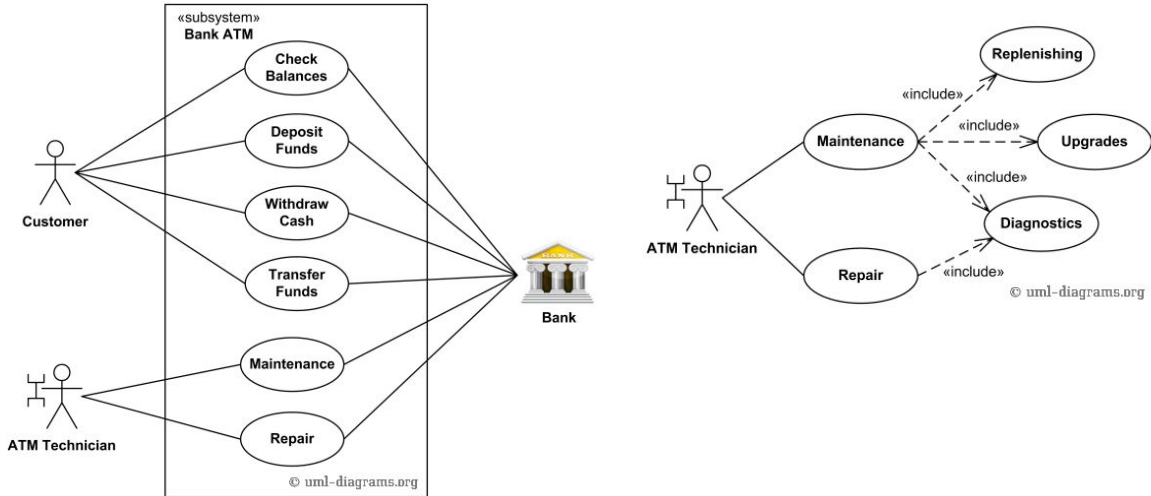 «subsystem»
Bank ATM
Check
Balances
Deposit
Funds
Withdraw
Cash
Transfer
Funds
Maintenance
Repair
Customer
ATM Technician
BANK
Bank
© uml-diagrams.org
Replenishing
«include»
«include»
Maintenance
Upgrades
«include»
Diagnostics
ATM Technician
Repair
«include»
© uml-diagrams.org